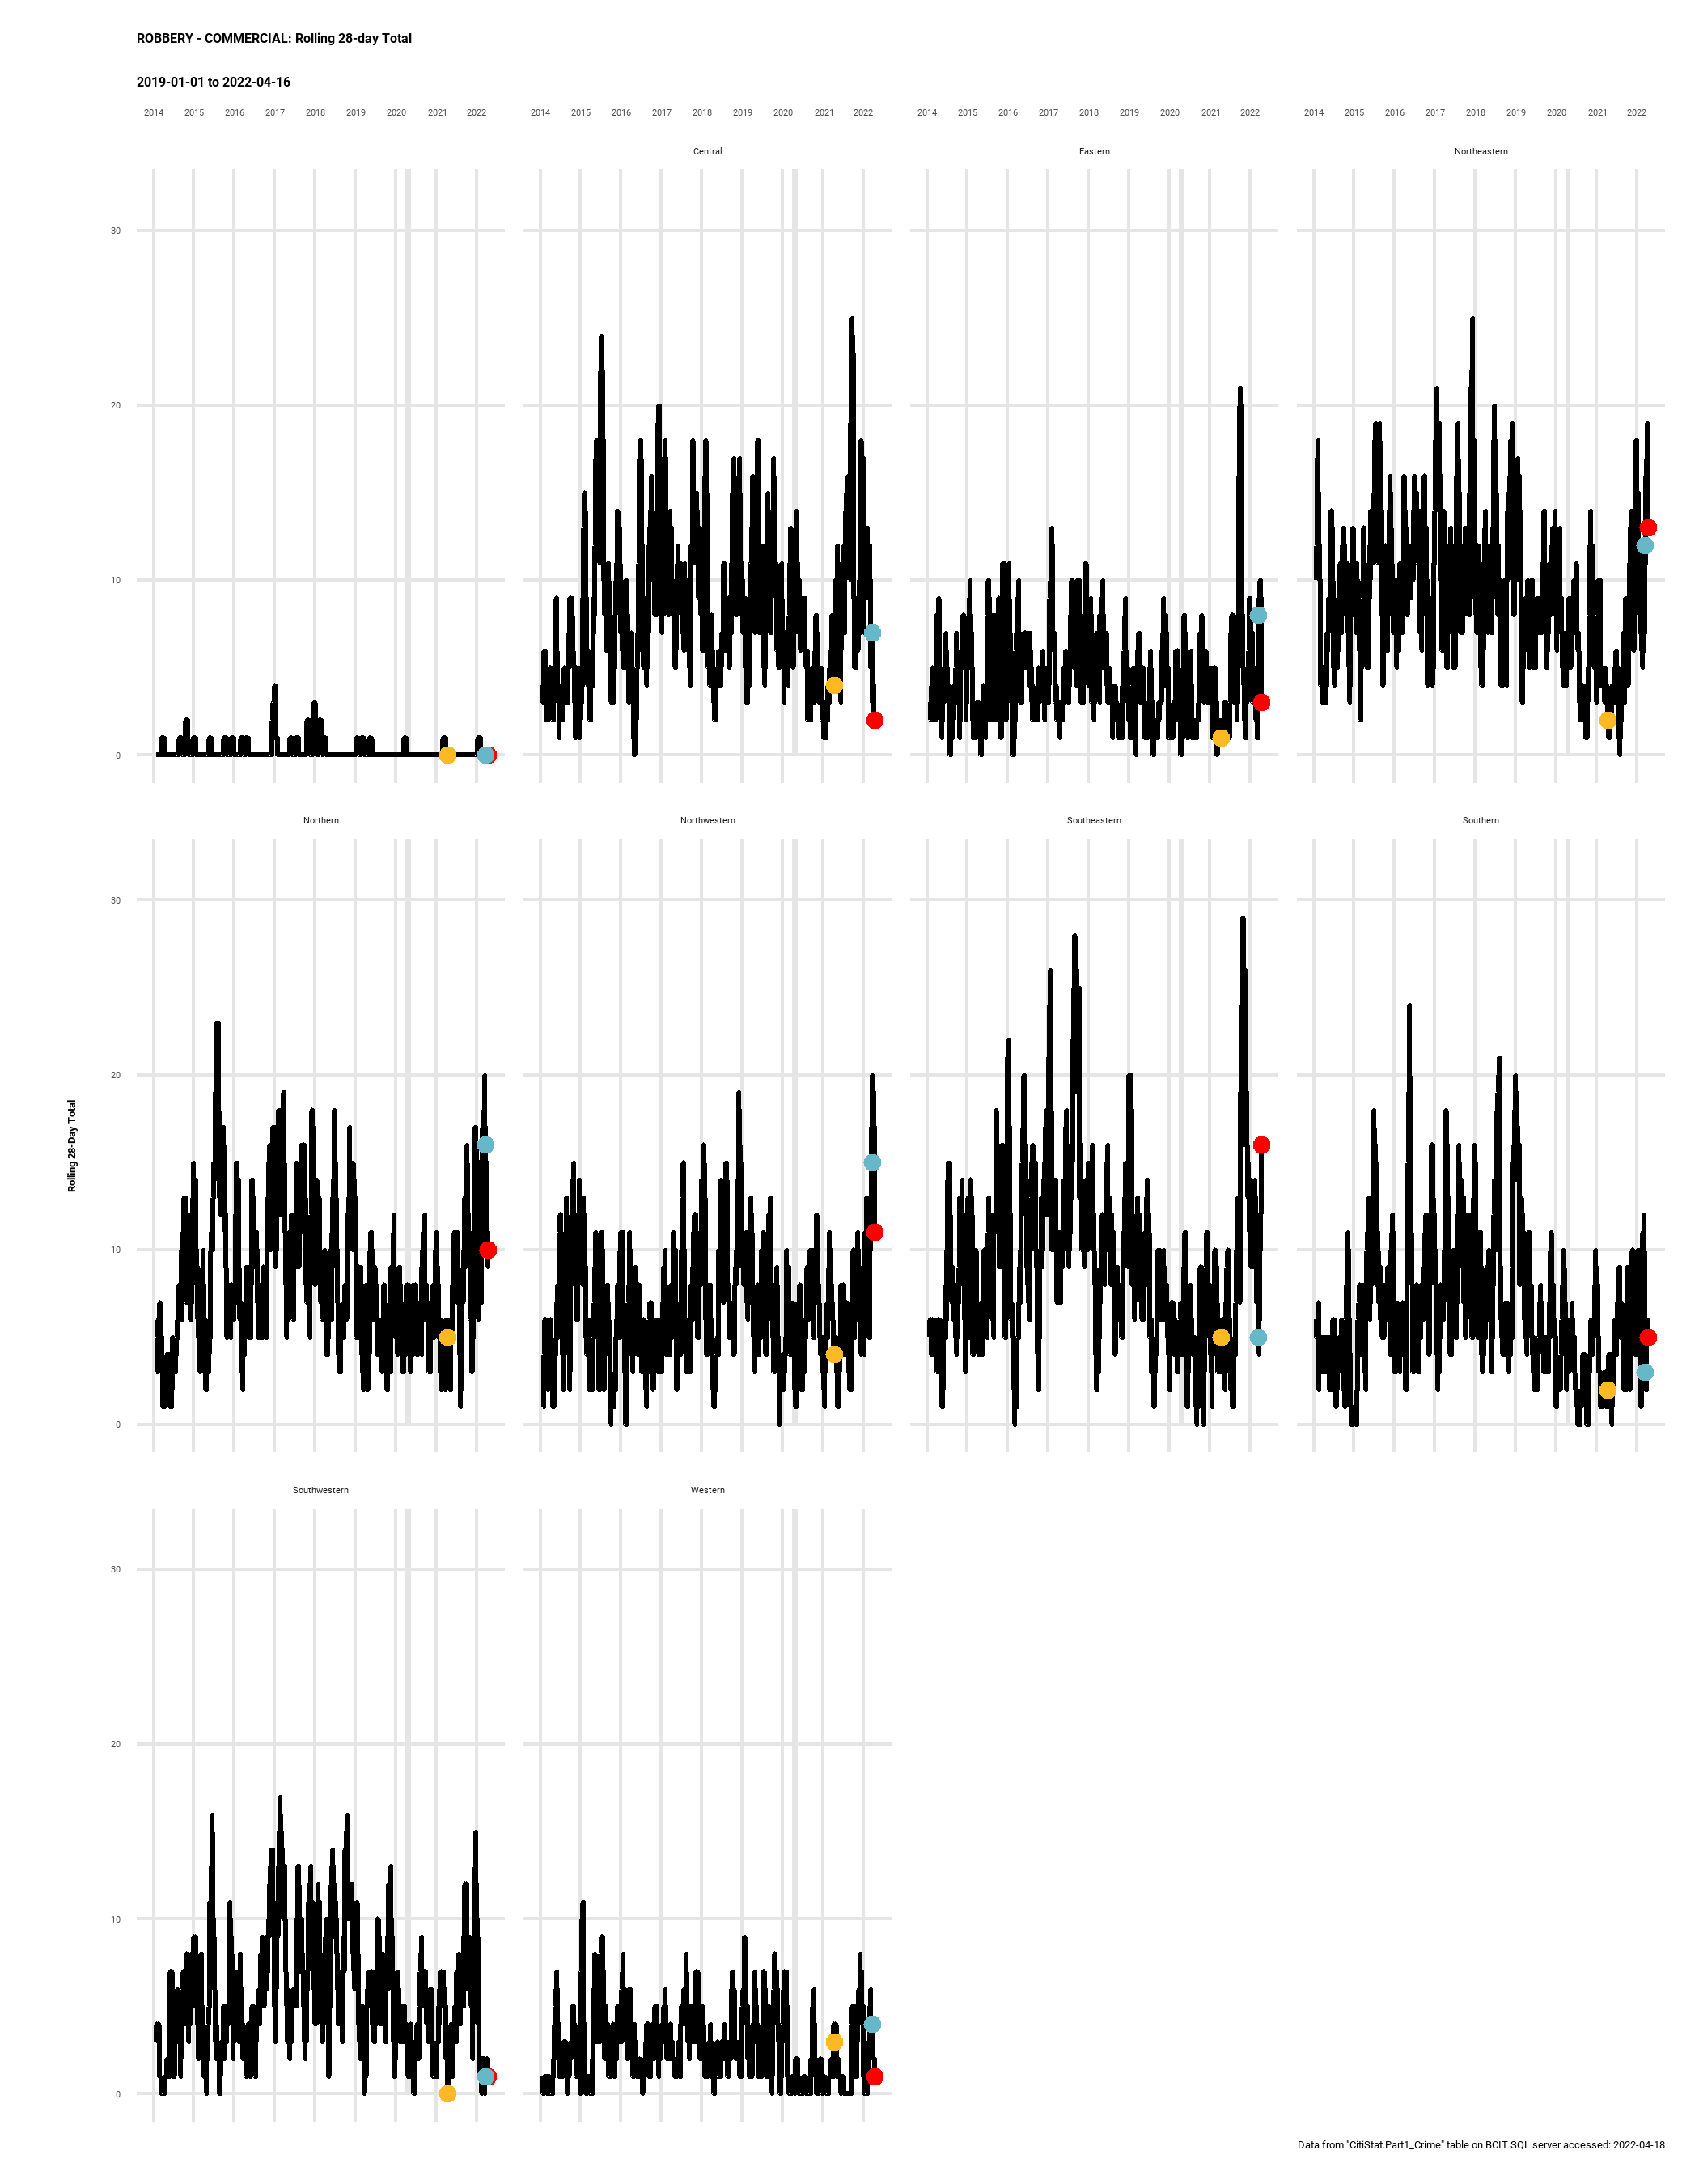 ROBBERY - COMMERCIAL: Rolling 28-day Total
2019-01-01 to 2022-04-16
2014 2015 2016 2017 2018 2019 2020 2021 2022 2014 2015 2016 2017 2018 2019 2020 2021 2022 2014 2015 2016 2017 2018 2019 2020 2021 2022 2014 2015 2016 2017 2018 2019 2020 2021 2022
Central Eastern Northeastern
30
20
10
0
Northern Northwestern Southeastern Southern
30
20
Rolling 28-Day Total
10
0
Southwestern Western
30
20
10
0
Data from "CitiStat.Part1_Crime" table on BCIT SQL server accessed: 2022-04-18